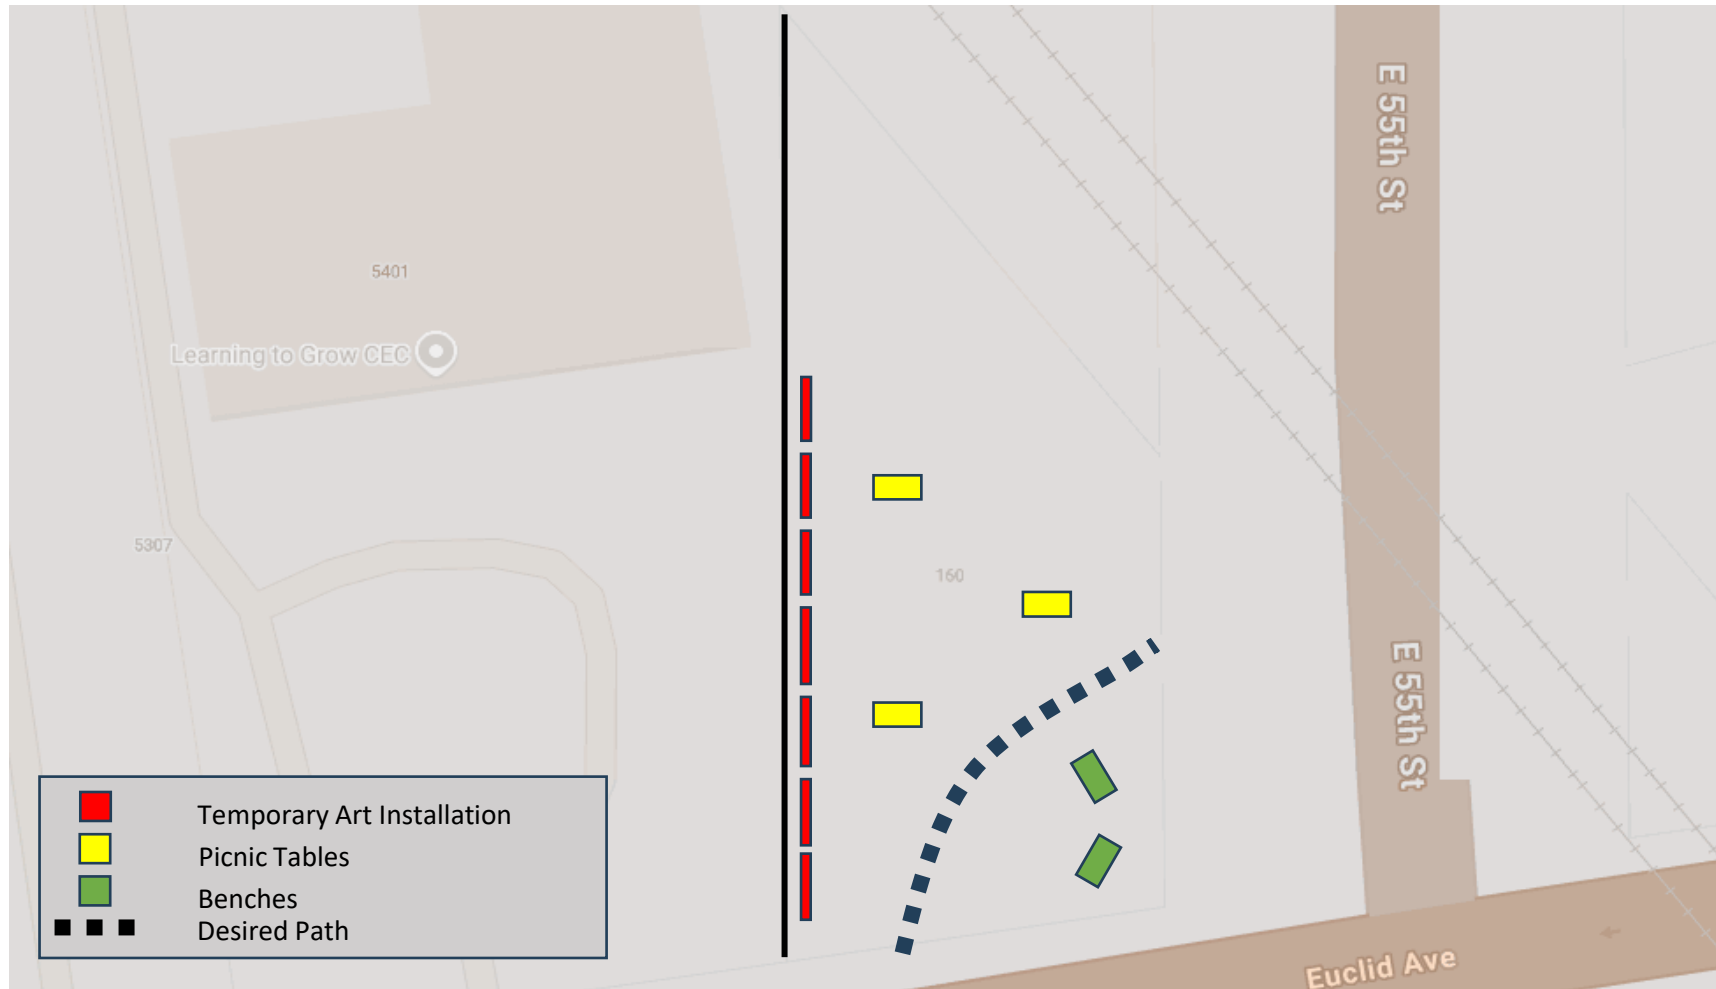 E 55th St
5401
Learning to Grow CEC
5307
160
E 55th St
Temporary Art Installation
Picnic Tables
Benches
Desired Path
Euclid Ave